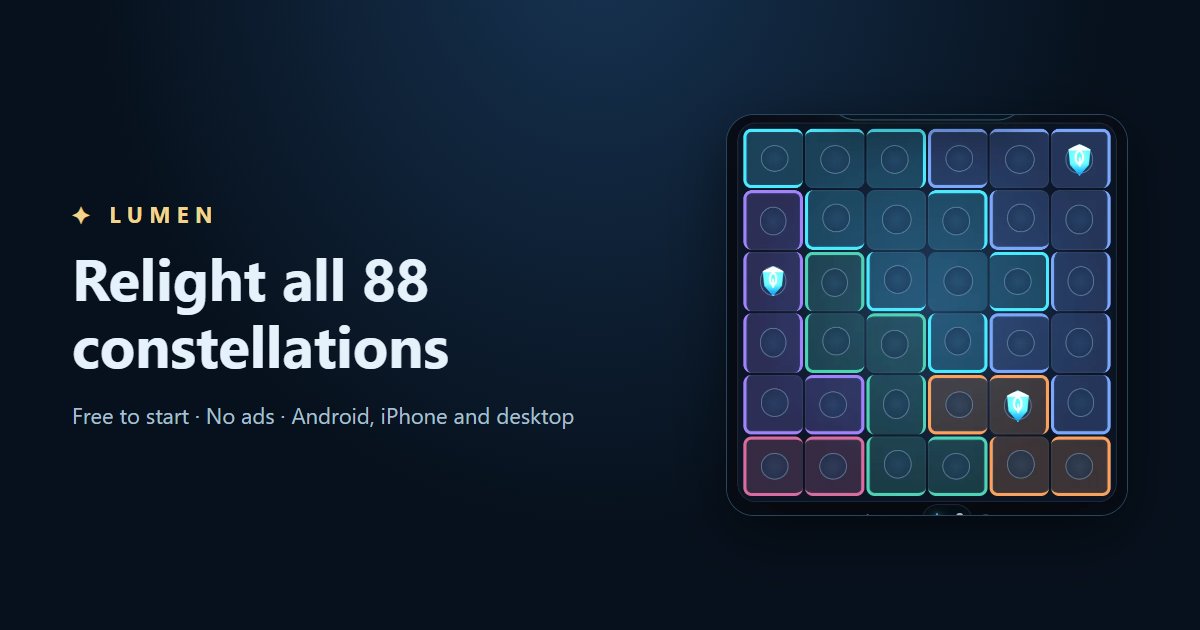 LUMEN
Relight all 88
constellations
Free to start · No ads · Android, iPhone and desktop